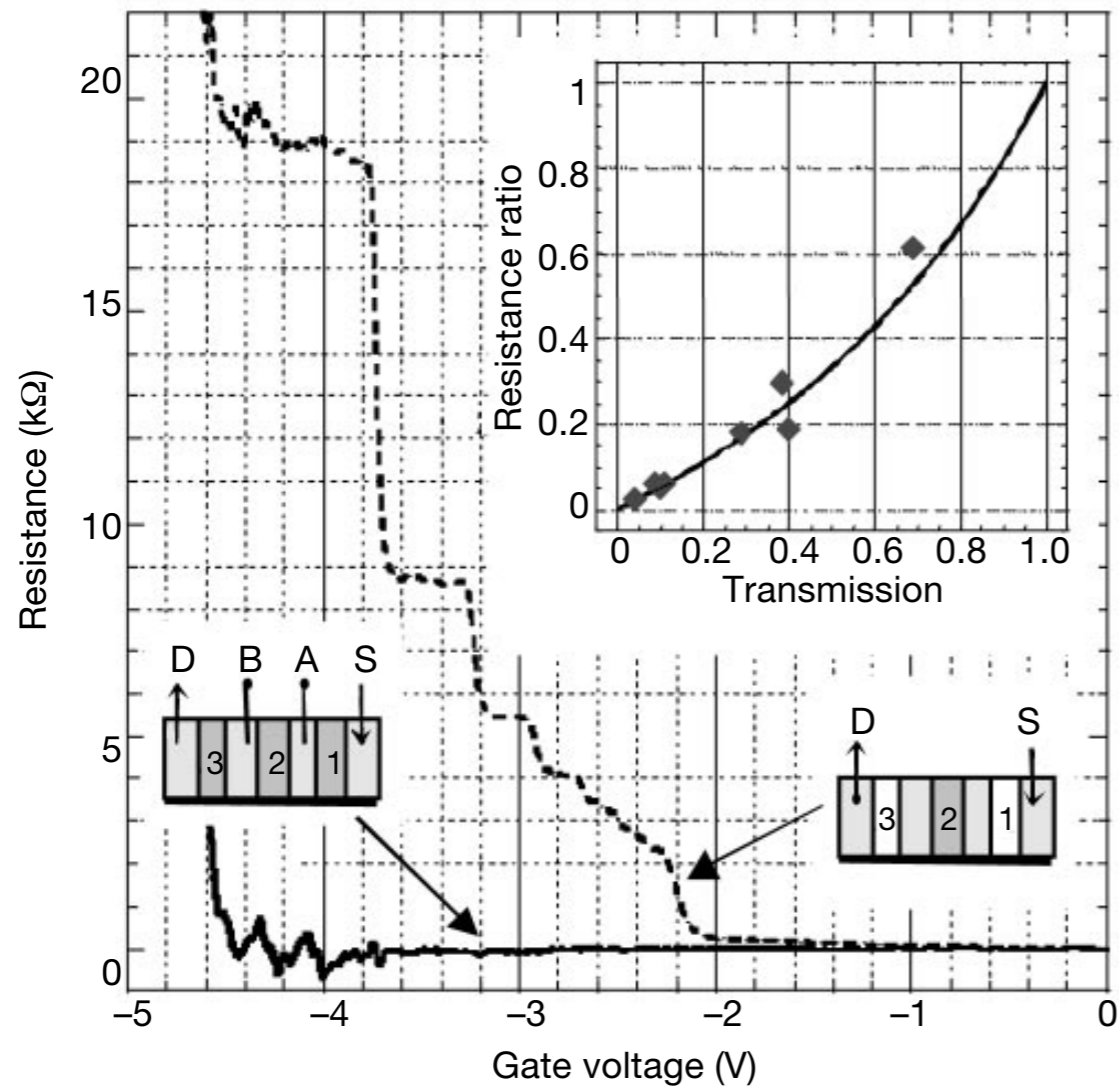 Resistance (kΩ)
20
15
10
5
0
–5
–4
–3
–2
–1
0
Gate voltage (V)
Resistance ratio
1
0.8
0.6
0.4
0.2
0
0
0.2
0.4
0.6
0.8
1.0
Transmission
D B A S
3 2 1
D S
3 2 1